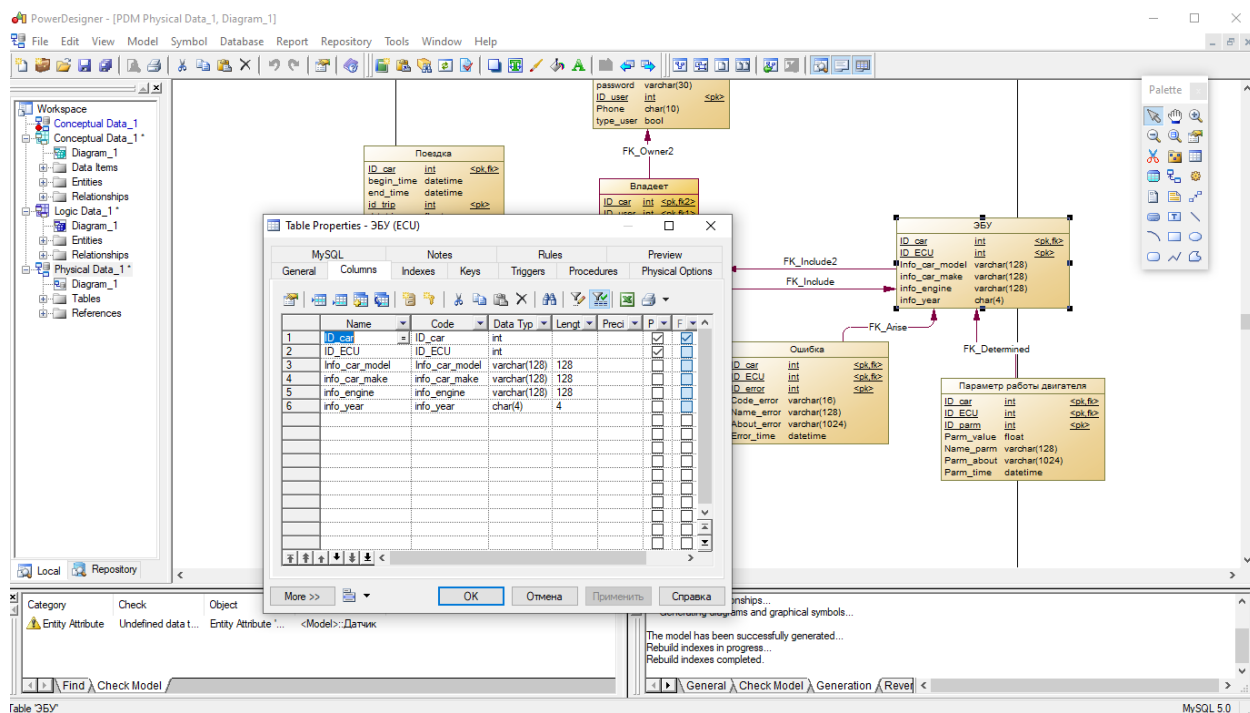 PowerDesigner - [PDM Physical Data_1, Diagram_1]
File Edit View Model Symbol Database Report Repository Tools Window Help
Workspace
Conceptual Data_1
Conceptual Data_1 *
Diagram_1
Data Items
Entities
Relationships
Logic Data_1 *
Diagram_1
Entities
Relationships
Physical Data_1 *
Diagram_1
Tables
References
Local Repository
password varchar(30)
ID_user int <pk>
Phone char(10)
type_user bool
FK_Owner2
Поездка
ID_car int <pk,fk>
begin_time datetime
end_time datetime
id_trip int <pk>
Владеет
ID_car int <pk,fk2>
ID_user int <pk,fk1>
FK_Include2
FK_Include
ЭБУ
ID_car int <pk,fk>
ID_ECU int <pk>
Info_car_model varchar(128)
info_car_make varchar(128)
info_engine varchar(128)
info_year char(4)
FK_Arise
FK_Determined
Ошибка
ID_car int <pk,fk>
ID_ECU int <pk,fk>
ID_error int <pk>
Code_error varchar(16)
Name_error varchar(128)
About_error varchar(1024)
Error_time datetime
Параметр работы двигателя
ID_car int <pk,fk>
ID_ECU int <pk,fk>
ID_parm int <pk>
Parm_value float
Name_parm varchar(128)
Parm_about varchar(1024)
Parm_time datetime
Palette
Table Properties - ЭБУ (ECU)
MySQL Notes Rules Preview
General Columns Indexes Keys Triggers Procedures Physical Options
Name Code Data Typ Lengt Preci P F
1 ID_car = ID_car int
2 ID_ECU ID_ECU int
3 Info_car_model Info_car_model varchar(128) 128
4 info_car_make info_car_make varchar(128) 128
5 info_engine info_engine varchar(128) 128
6 info_year info_year char(4) 4
More >> OK Отмена Применить Справка
Category Check Object
Entity Attribute Undefined data t... Entity Attribute '... <Model>::Датчик
Find Check Model
Generating diagrams and graphical symbols...
The model has been successfully generated...
Rebuild indexes in progress...
Rebuild indexes completed.
General Check Model Generation Rever
Table 'ЭБУ' MySQL 5.0